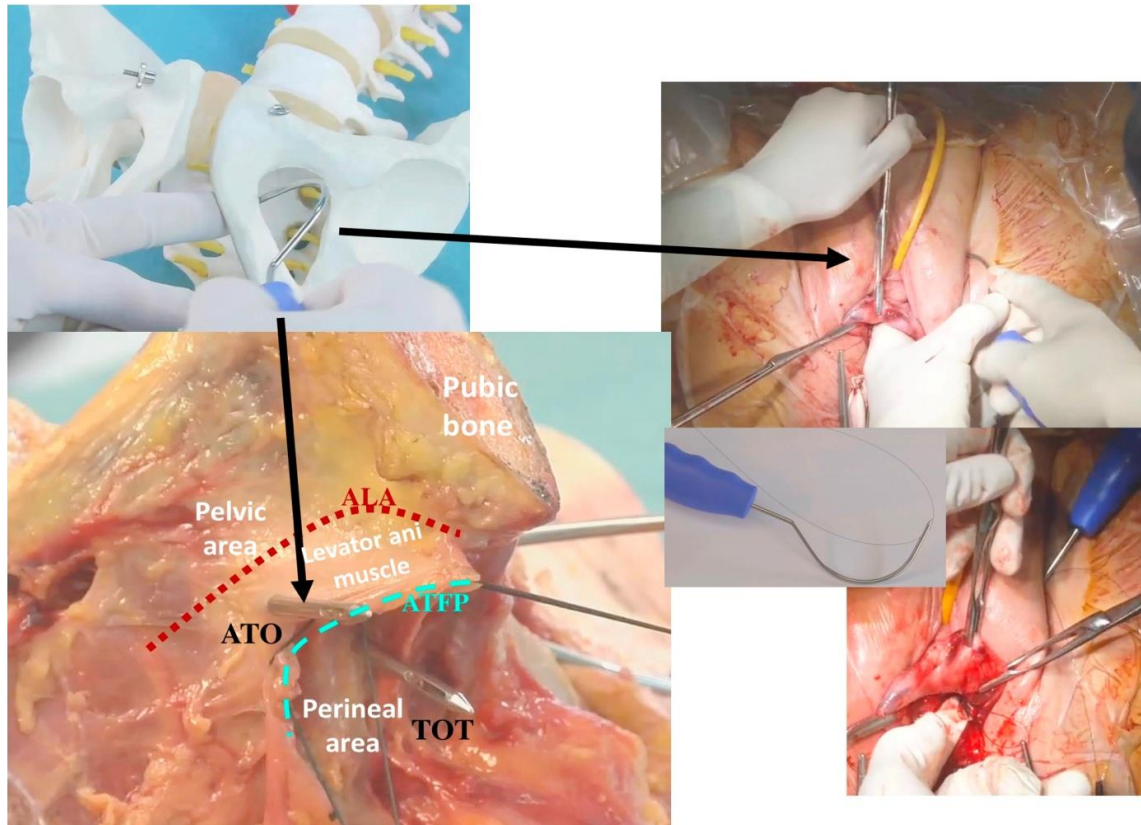 Pubic
bone
ALA
Pelvic
area
Levator ani
muscle
ATFP
ATO
Perineal
area
TOT